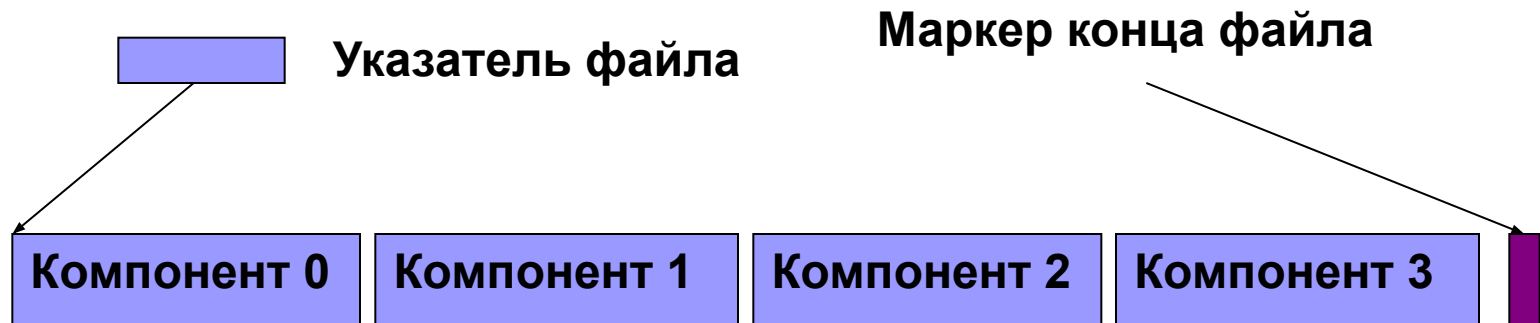 Указатель файла
Маркер конца файла
Компонент 0
Компонент 1
Компонент 2
Компонент 3